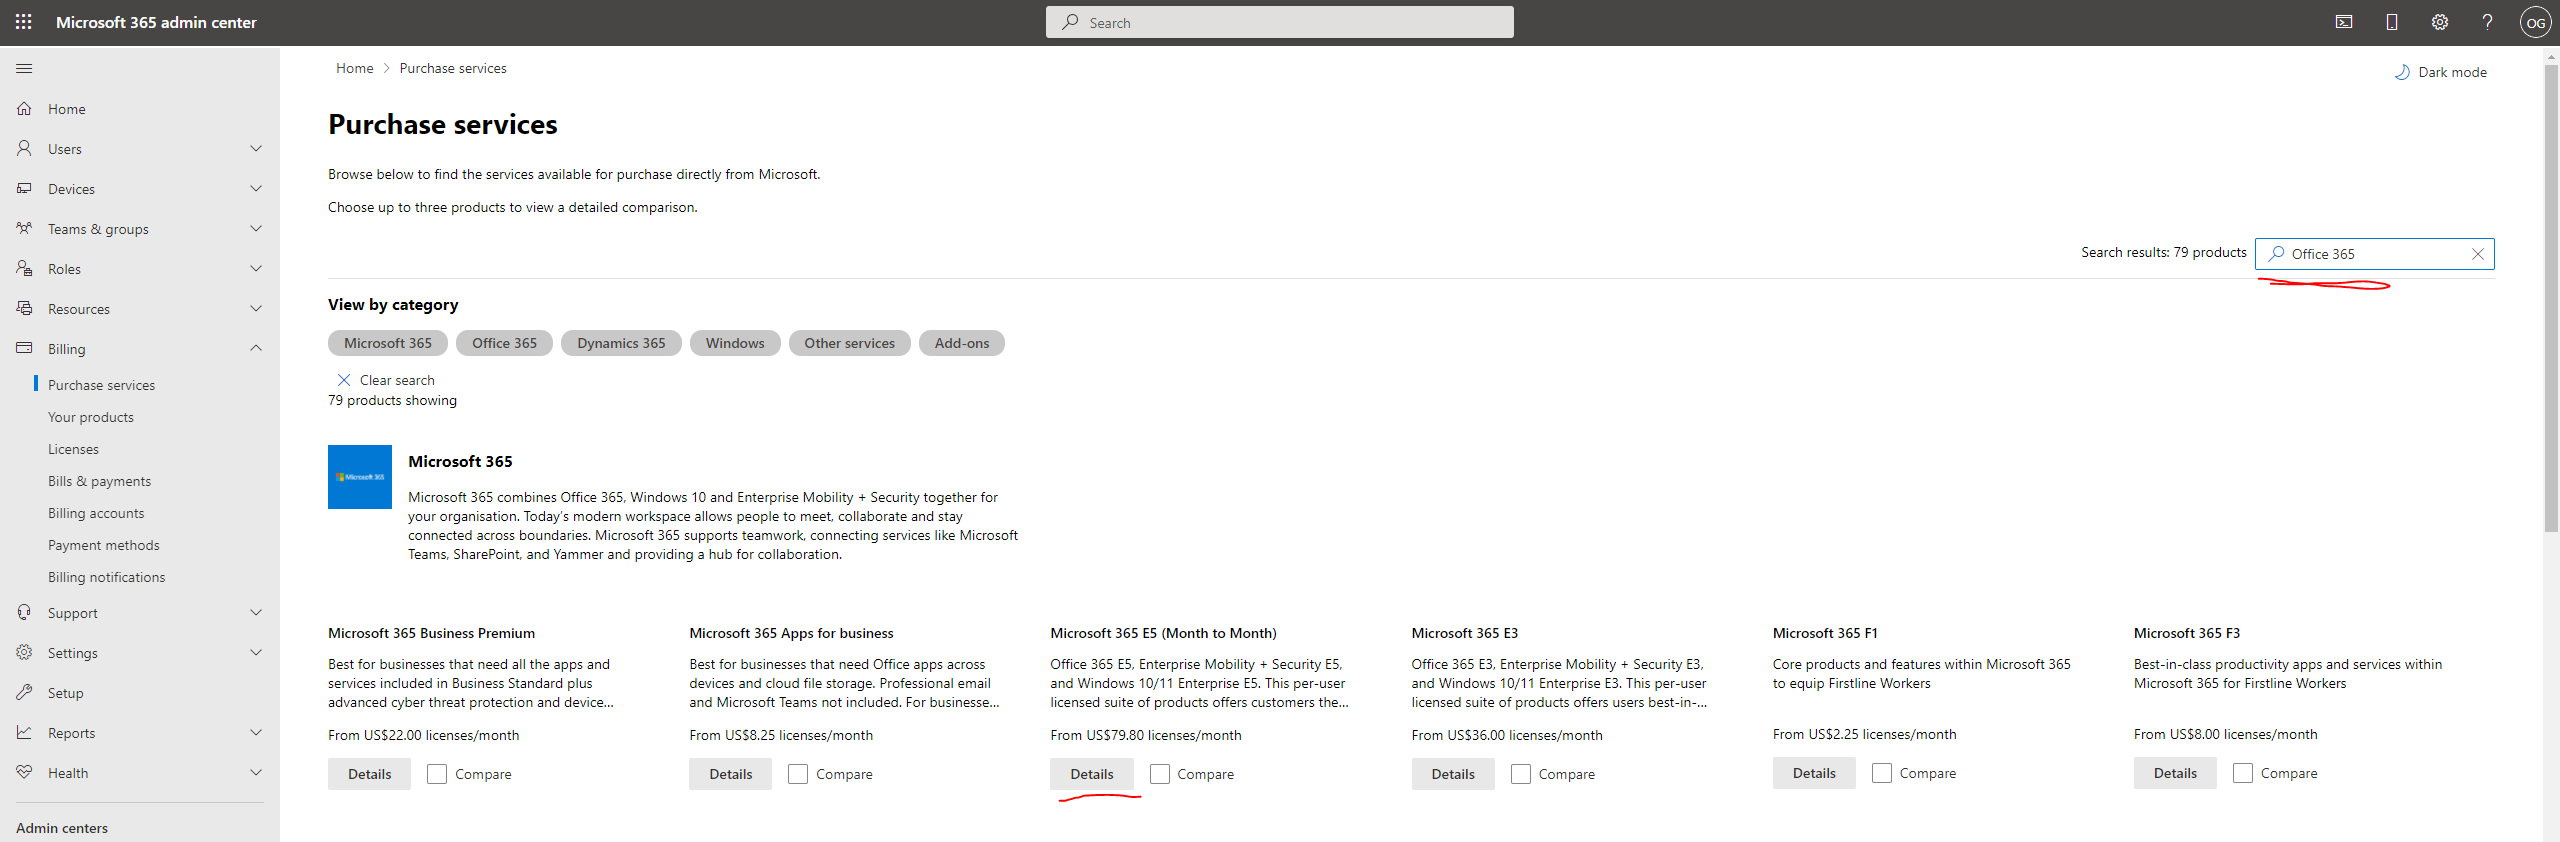 Microsoft 365 admin center
Search
OG
Home
Users
Devices
Teams & groups
Roles
Resources
Billing
Purchase services
Your products
Licenses
Bills & payments
Billing accounts
Payment methods
Billing notifications
Support
Settings
Setup
Reports
Health
Admin centers
Home > Purchase services
Dark mode
Purchase services
Browse below to find the services available for purchase directly from Microsoft.
Choose up to three products to view a detailed comparison.
Search results: 79 products
Office 365
View by category
Microsoft 365 Office 365 Dynamics 365 Windows Other services Add-ons
Clear search
79 products showing
Microsoft 365
Microsoft 365
Microsoft 365 combines Office 365, Windows 10 and Enterprise Mobility + Security together for
your organisation. Today's modern workspace allows people to meet, collaborate and stay
connected across boundaries. Microsoft 365 supports teamwork, connecting services like Microsoft
Teams, SharePoint, and Yammer and providing a hub for collaboration.
Microsoft 365 Business Premium
Best for businesses that need all the apps and
services included in Business Standard plus
advanced cyber threat protection and device...
From US$22.00 licenses/month
Details Compare
Microsoft 365 Apps for business
Best for businesses that need Office apps across
devices and cloud file storage. Professional email
and Microsoft Teams not included. For businesse...
From US$8.25 licenses/month
Details Compare
Microsoft 365 E5 (Month to Month)
Office 365 E5, Enterprise Mobility + Security E5,
and Windows 10/11 Enterprise E5. This per-user
licensed suite of products offers customers the...
From US$79.80 licenses/month
Details Compare
Microsoft 365 E3
Office 365 E3, Enterprise Mobility + Security E3,
and Windows 10/11 Enterprise E3. This per-user
licensed suite of products offers users best-in-...
From US$36.00 licenses/month
Details Compare
Microsoft 365 F1
Core products and features within Microsoft 365
to equip Firstline Workers
From US$2.25 licenses/month
Details Compare
Microsoft 365 F3
Best-in-class productivity apps and services within
Microsoft 365 for Firstline Workers
From US$8.00 licenses/month
Details Compare